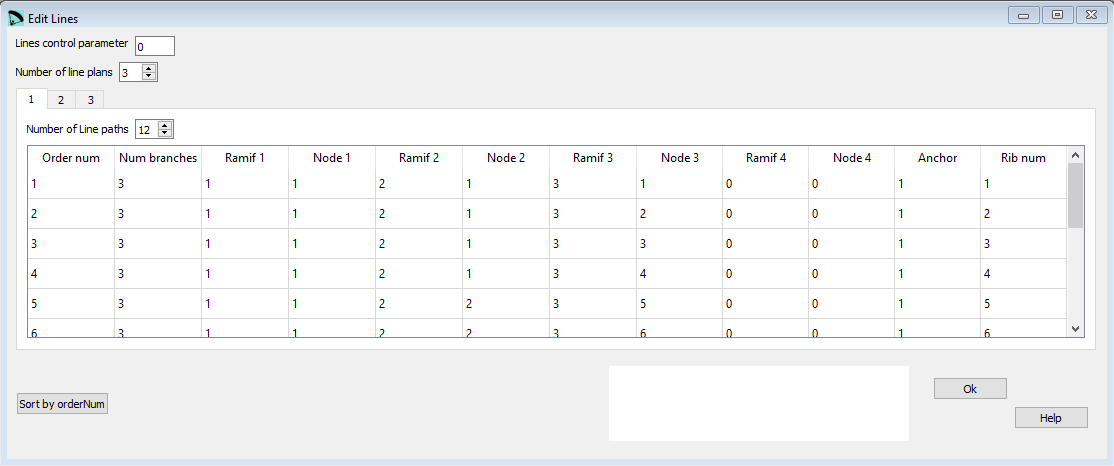 Edit Lines
Lines control parameter 0
Number of line plans 3
1 2 3
Number of Line paths 12
Order num Num branches Ramif 1 Node 1 Ramif 2 Node 2 Ramif 3 Node 3 Ramif 4 Node 4 Anchor Rib num
1 3 1 1 2 1 3 1 0 0 1 1
2 3 1 1 2 1 3 2 0 0 1 2
3 3 1 1 2 1 3 3 0 0 1 3
4 3 1 1 2 1 3 4 0 0 1 4
5 3 1 1 2 2 3 5 0 0 1 5
6 3 1 1 2 2 3 6 0 0 1 6
Sort by orderNum
Ok
Help